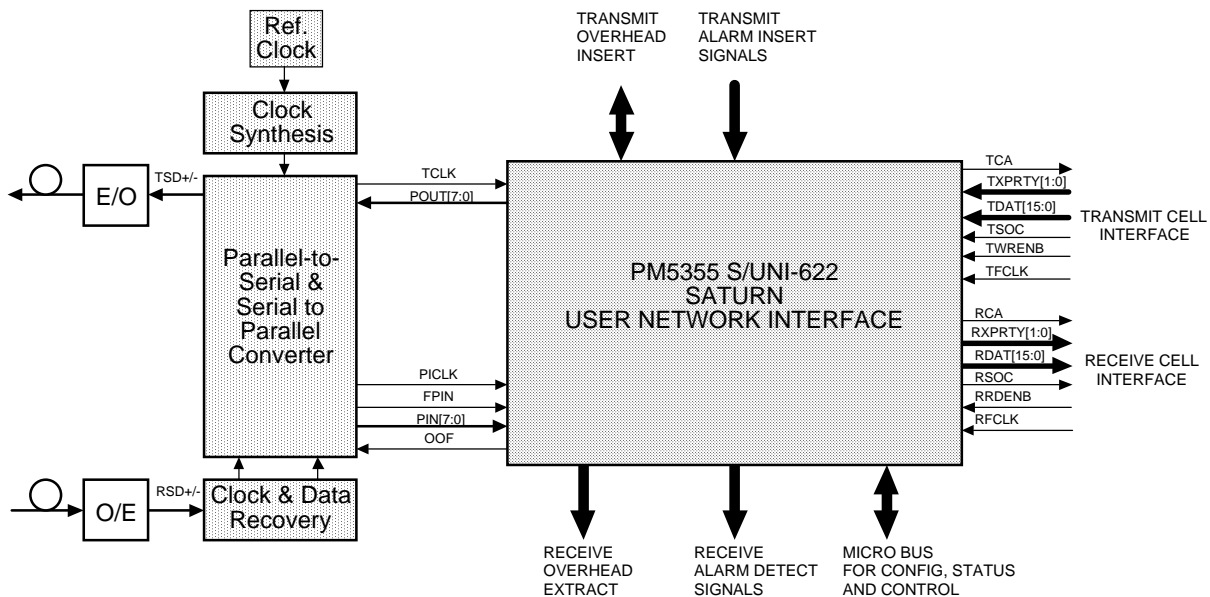 Ref.
Clock
Clock
Synthesis
TRANSMIT
OVERHEAD
INSERT
TRANSMIT
ALARM INSERT
SIGNALS
E/O
TSD+/-
Parallel-to-
Serial &
Serial to
Parallel
Converter
TCLK
POUT[7:0]
PICLK
FPIN
PIN[7:0]
OOF
PM5355 S/UNI-622
SATURN
USER NETWORK INTERFACE
TCA
TXPRTY[1:0]
TDAT[15:0]
TSOC
TWRENB
TFCLK
TRANSMIT CELL
INTERFACE
RCA
RXPRTY[1:0]
RDAT[15:0]
RSOC
RRDENB
RFCLK
RECEIVE CELL
INTERFACE
O/E
RSD+/-
Clock & Data
Recovery
RECEIVE
OVERHEAD
EXTRACT
RECEIVE
ALARM DETECT
SIGNALS
MICRO BUS
FOR CONFIG, STATUS
AND CONTROL